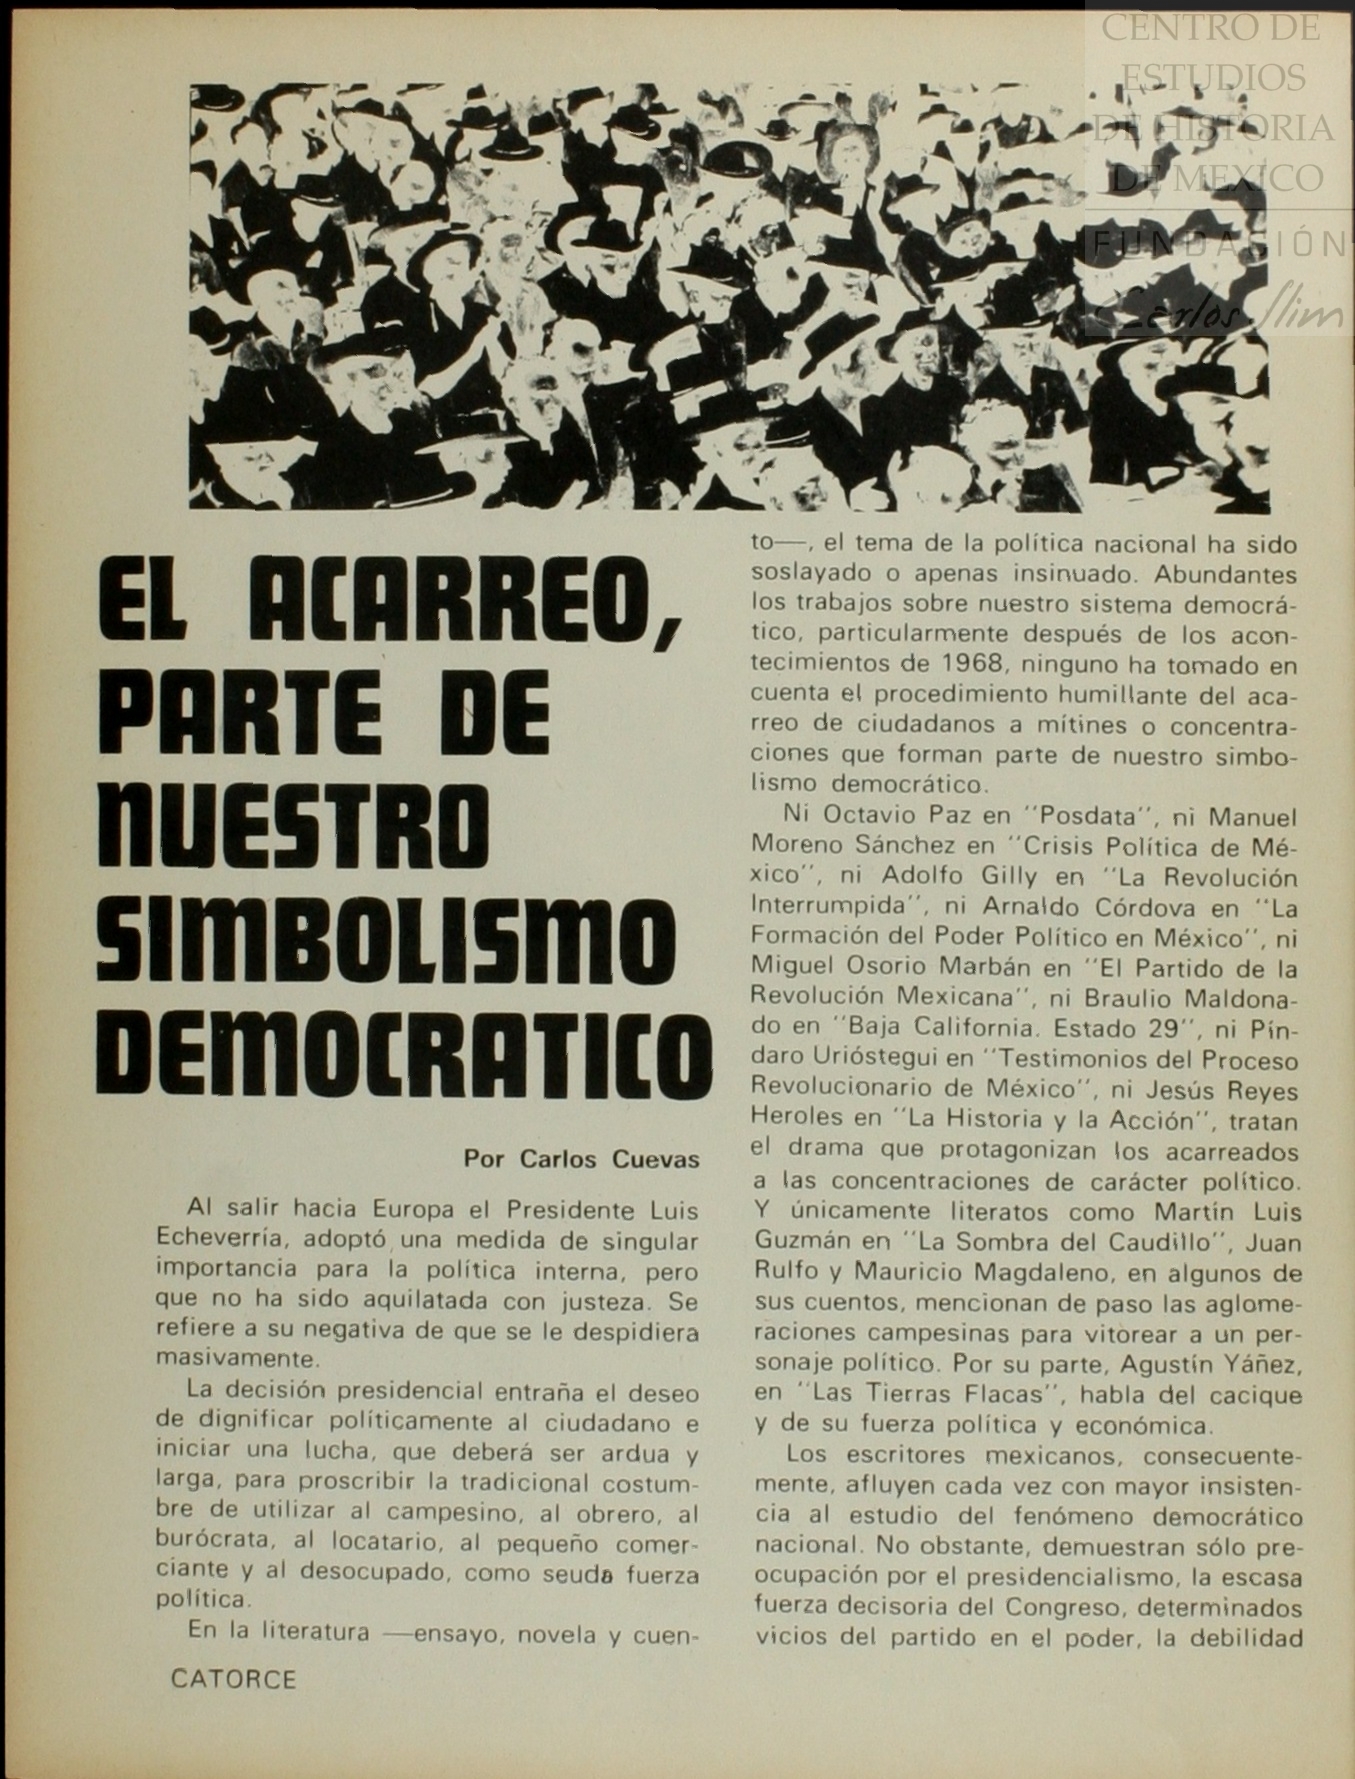 CENTRO DE
ESTUDIOS
DE HISTORIA
DE MEXICO
FUNDACIÓN
Carlos Slim
EL ACARREO,
PARTE DE
NUESTRO
SIMBOLISMO
DEMOCRATICO
Por Carlos Cuevas
Al salir hacia Europa el Presidente Luis
Echeverría, adoptó una medida de singular
importancia para la política interna, pero
que no ha sido aquilatada con justeza. Se
refiere a su negativa de que se le despidiera
masivamente.
La decisión presidencial entraña el deseo
de dignificar políticamente al ciudadano e
iniciar una lucha, que deberá ser ardua y
larga, para proscribir la tradicional costum-
bre de utilizar al campesino, al obrero, al
burócrata, al locatario, al pequeño comer-
ciante y al desocupado, como seuda fuerza
política.
En la literatura —ensayo, novela y cuen-
to—, el tema de la política nacional ha sido
soslayado o apenas insinuado. Abundantes
los trabajos sobre nuestro sistema democrá-
tico, particularmente después de los acon-
tecimientos de 1968, ninguno ha tomado en
cuenta el procedimiento humillante del aca-
rreo de ciudadanos a mítines o concentra-
ciones que forman parte de nuestro simbo-
lismo democrático.
Ni Octavio Paz en "Posdata", ni Manuel
Moreno Sánchez en "Crisis Política de Mé-
xico", ni Adolfo Gilly en "La Revolución
Interrumpida", ni Arnaldo Córdova en "La
Formación del Poder Político en México", ni
Miguel Osorio Marbán en "El Partido de la
Revolución Mexicana", ni Braulio Maldona-
do en "Baja California. Estado 29", ni Pín-
daro Urióstegui en "Testimonios del Proceso
Revolucionario de México", ni Jesús Reyes
Heroles en "La Historia y la Acción", tratan
el drama que protagonizan los acarreados
a las concentraciones de carácter político.
Y únicamente literatos como Martín Luis
Guzmán en "La Sombra del Caudillo", Juan
Rulfo y Mauricio Magdaleno, en algunos de
sus cuentos, mencionan de paso las aglome-
raciones campesinas para vitorear a un per-
sonaje político. Por su parte, Agustín Yáñez,
en "Las Tierras Flacas", habla del cacique
y de su fuerza política y económica.
Los escritores mexicanos, consecuente-
mente, afluyen cada vez con mayor insisten-
cia al estudio del fenómeno democrático
nacional. No obstante, demuestran sólo pre-
ocupación por el presidencialismo, la escasa
fuerza decisoria del Congreso, determinados
vicios del partido en el poder, la debilidad
CATORCE